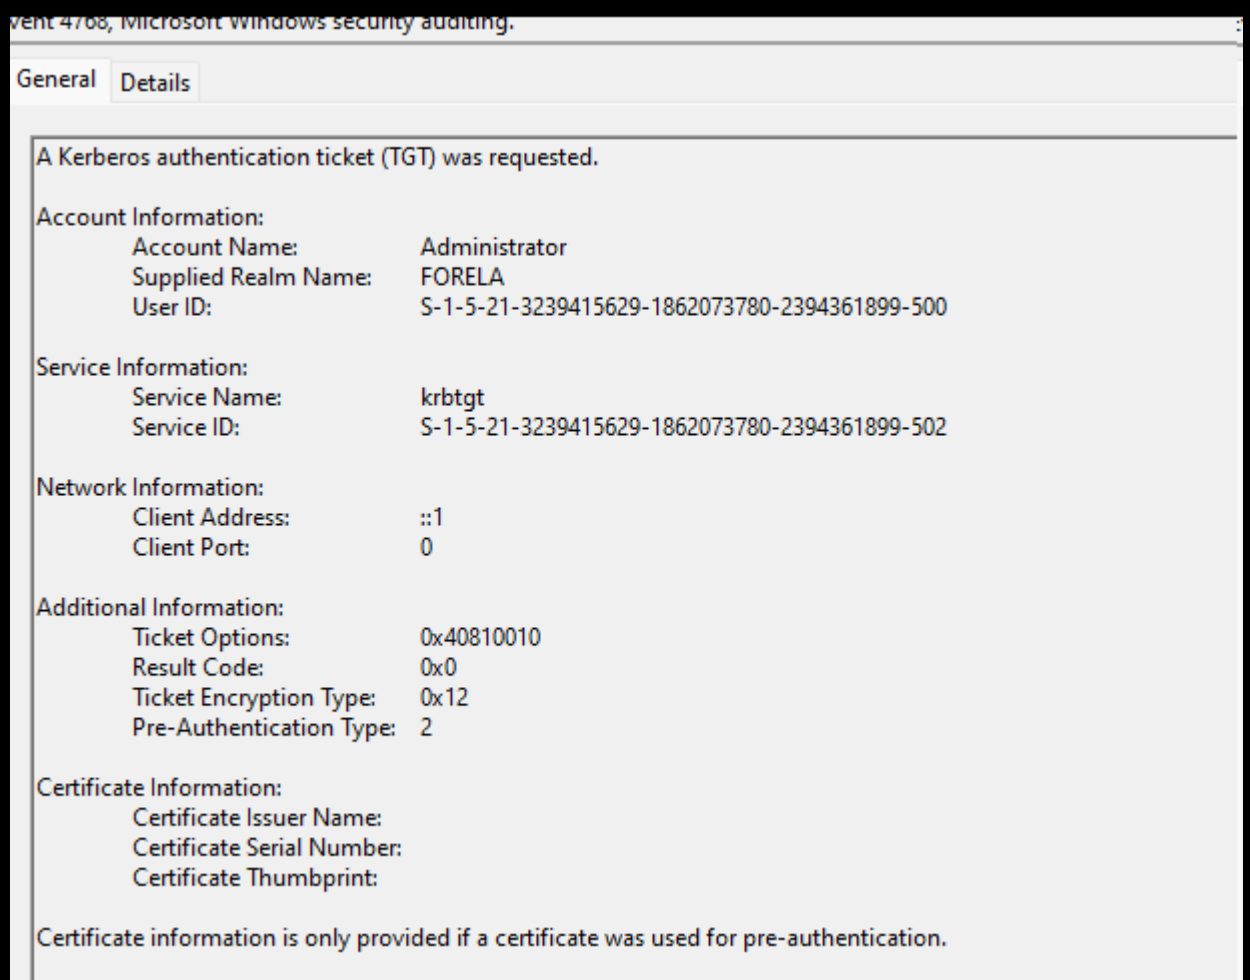 vent 4768, Microsoft Windows security auditing.
General Details
A Kerberos authentication ticket (TGT) was requested.
Account Information:
Account Name: Administrator
Supplied Realm Name: FORELA
User ID: S-1-5-21-3239415629-1862073780-2394361899-500
Service Information:
Service Name: krbtgt
Service ID: S-1-5-21-3239415629-1862073780-2394361899-502
Network Information:
Client Address: ::1
Client Port: 0
Additional Information:
Ticket Options: 0x40810010
Result Code: 0x0
Ticket Encryption Type: 0x12
Pre-Authentication Type: 2
Certificate Information:
Certificate Issuer Name:
Certificate Serial Number:
Certificate Thumbprint:
Certificate information is only provided if a certificate was used for pre-authentication.